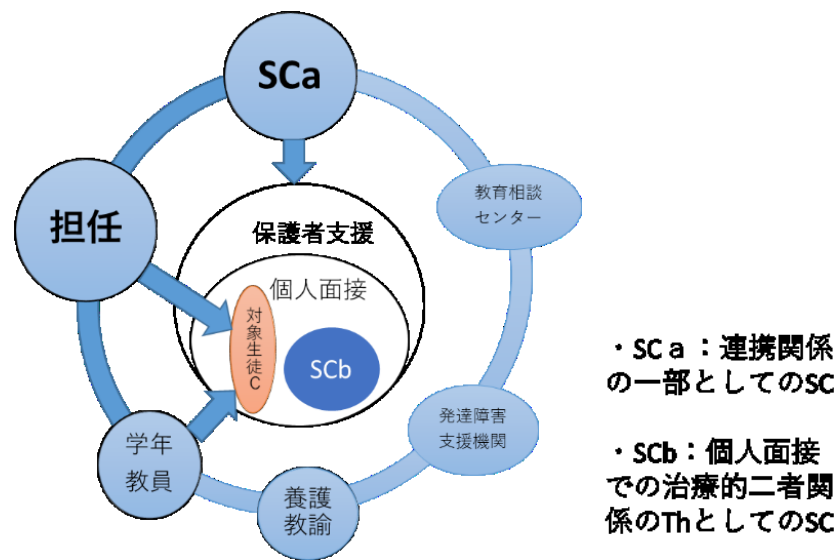 SCa
教育相談
センター
担任
保護者支援
個人面接
対象生徒C
SCb
発達障害
支援機関
学年
教員
養護
教諭
・SCａ：連携関係
の一部としてのSC
・SCb：個人面接
での治療的二者関
係のThとしてのSC